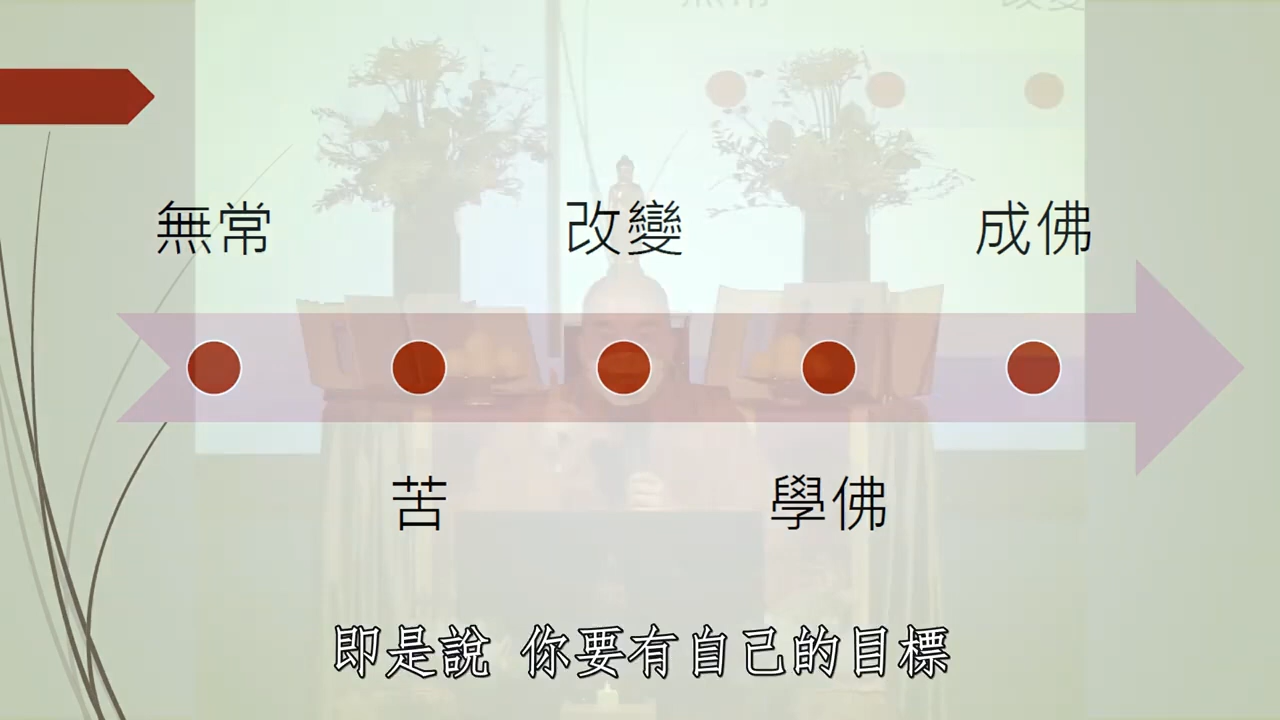 無常
改變
成佛
苦
學佛
即是說 你要有自己的目標